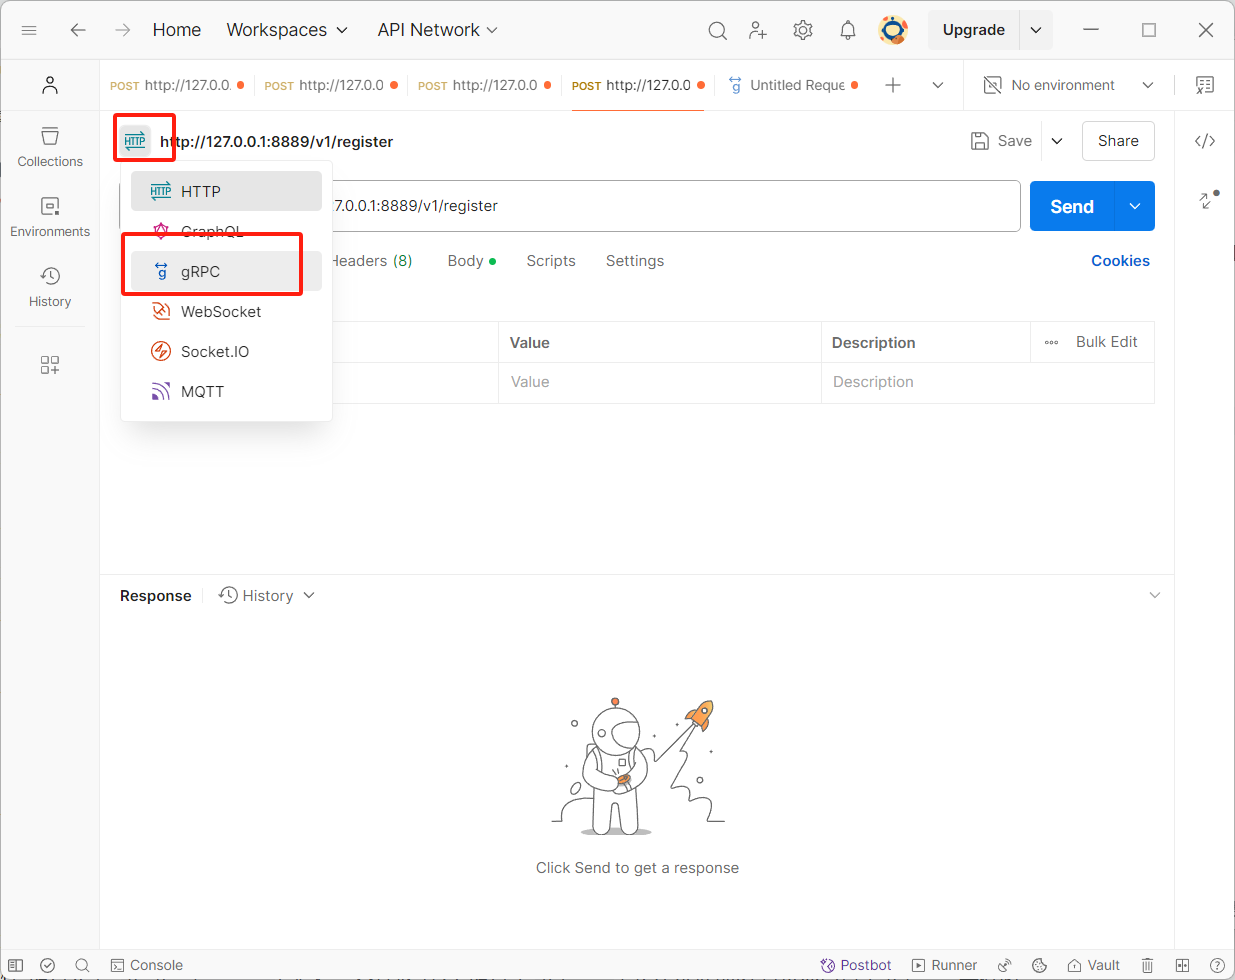 Home
Workspaces
API Network
Upgrade
POST http://127.0.0.
POST http://127.0.0
POST http://127.0.0
POST http://127.0.0
g Untitled Reque
No environment
HTTP
http://127.0.0.1:8889/v1/register
Save
Share
Collections
HTTP HTTP
7.0.0.1:8889/v1/register
Send
Environments
GraphQL
Headers (8)
Body
Scripts
Settings
Cookies
g gRPC
History
WebSocket
Value
Description
Bulk Edit
Socket.IO
Value
Description
MQTT
Response
History
Click Send to get a response
Console
Postbot
Runner
Vault